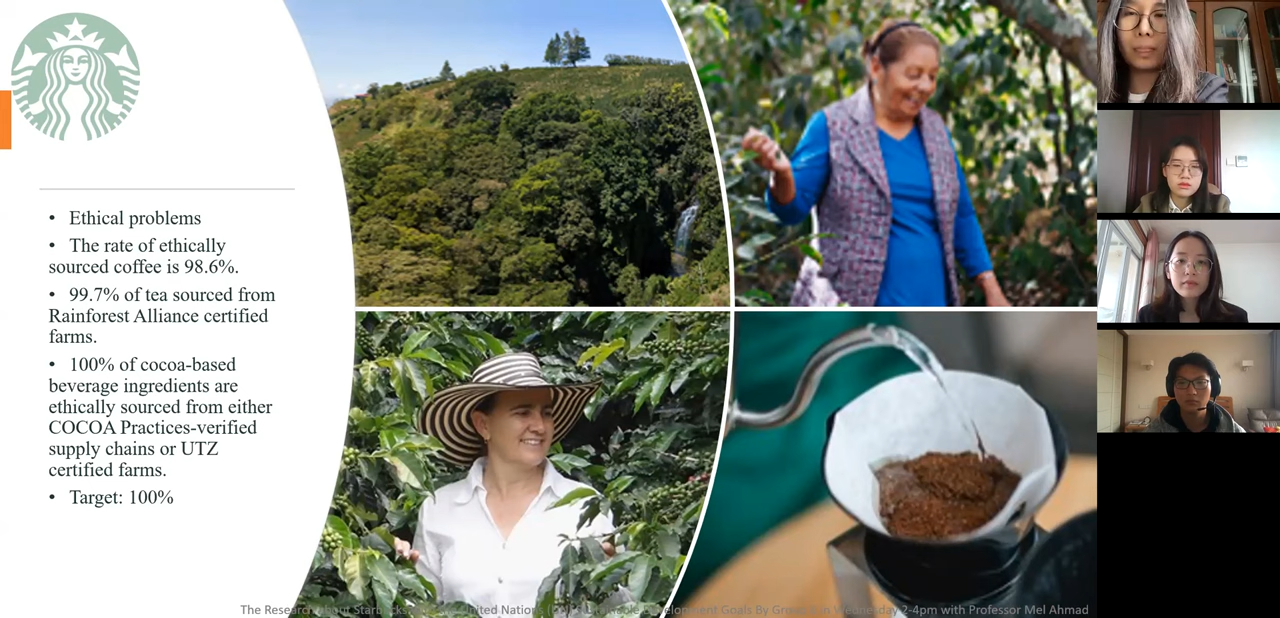 • Ethical problems
• The rate of ethically
sourced coffee is 98.6%.
• 99.7% of tea sourced from
Rainforest Alliance certified
farms.
• 100% of cocoa-based
beverage ingredients are
ethically sourced from either
COCOA Practices-verified
supply chains or UTZ
certified farms.
• Target: 100%
The Research about Starbucks United Nations Development Goals By Wednesday 2-4pm with Professor Mel Ahmad